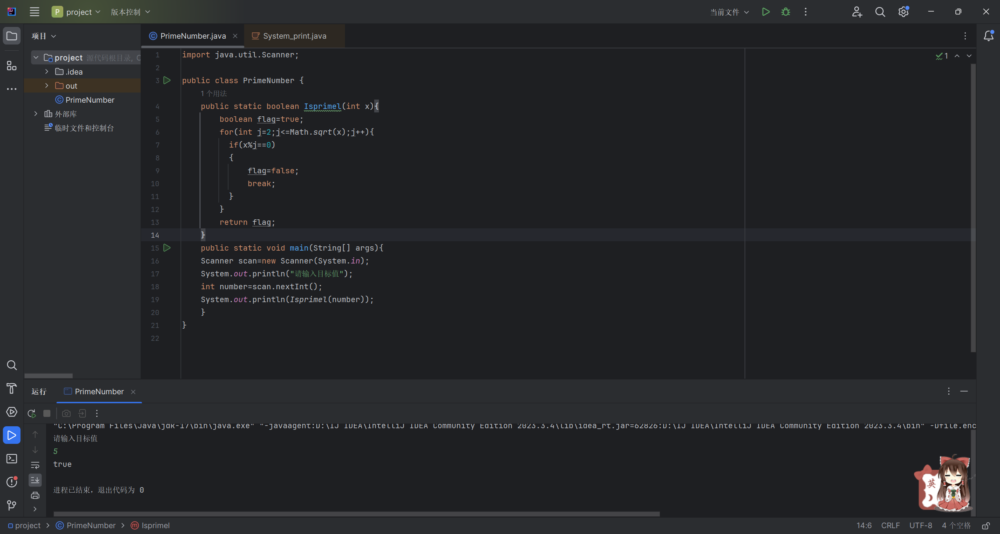 P project 版本控制 当前文件
项目
PrimeNumber.java System_print.java
project 源代码根目录, C
.idea
out
PrimeNumber
外部库
临时文件和控制台
1
1 import java.util.Scanner;
2
3 public class PrimeNumber {
1 个用法
4 public static boolean Isprimel(int x){
5 boolean flag=true;
6 for(int j=2;j<=Math.sqrt(x);j++){
7 if(x%j==0)
8 {
9 flag=false;
10 break;
11 }
12 }
13 return flag;
14 }
15 public static void main(String[] args){
16 Scanner scan=new Scanner(System.in);
17 System.out.println("请输入目标值");
18 int number=scan.nextInt();
19 System.out.println(Isprimel(number));
20 }
21 }
22
运行 PrimeNumber
"C:\Program Files\Java\jdk-17\bin\java.exe" "-javaagent:D:\IJ IDEA\IntelliJ IDEA Community Edition 2023.3.4\lib\idea_rt.jar=62826:D:\IJ IDEA\IntelliJ IDEA Community Edition 2023.3.4\bin" -Dfile.enc
请输入目标值
5
true
进程已结束，退出代码为 0
英
project PrimeNumber Isprimel 14:6 CRLF UTF-8 4 个空格